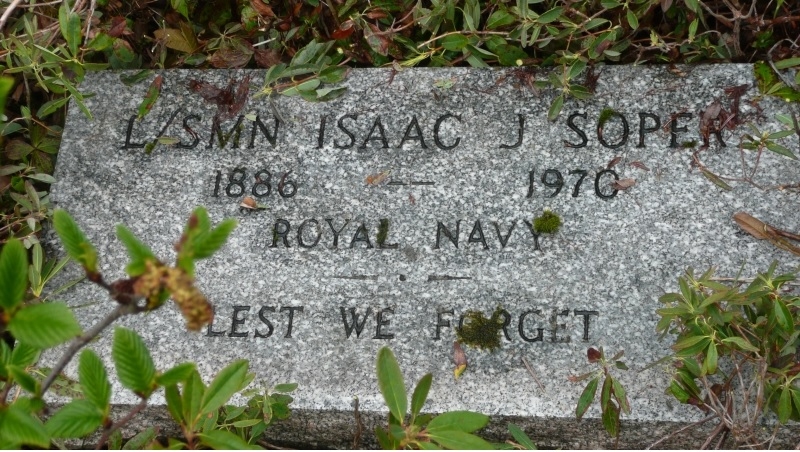 L/SMN ISAAC J SOPER
1886 — 1970
ROYAL NAVY
LEST WE FORGET